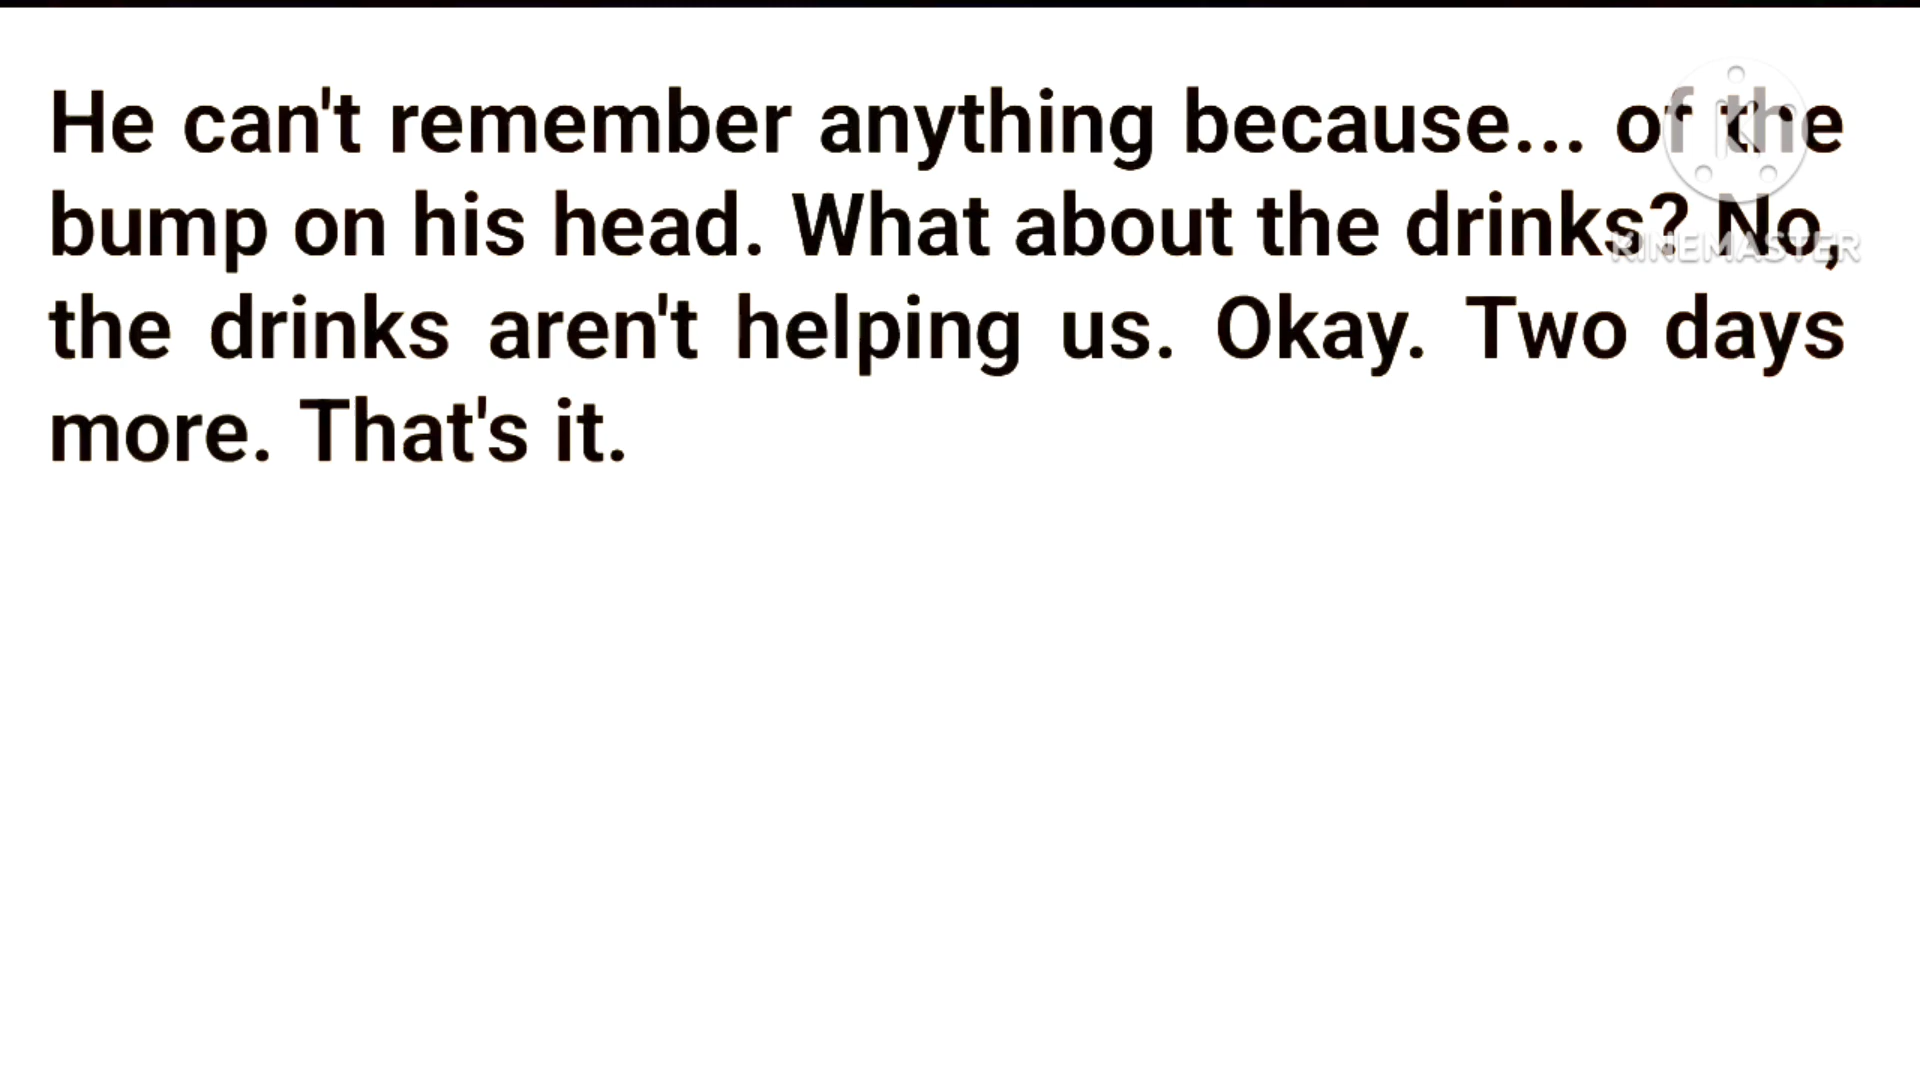 He can't remember anything because... of the
bump on his head. What about the drinks? No,
the drinks aren't helping us. Okay. Two days
more. That's it.
KINEMASTER